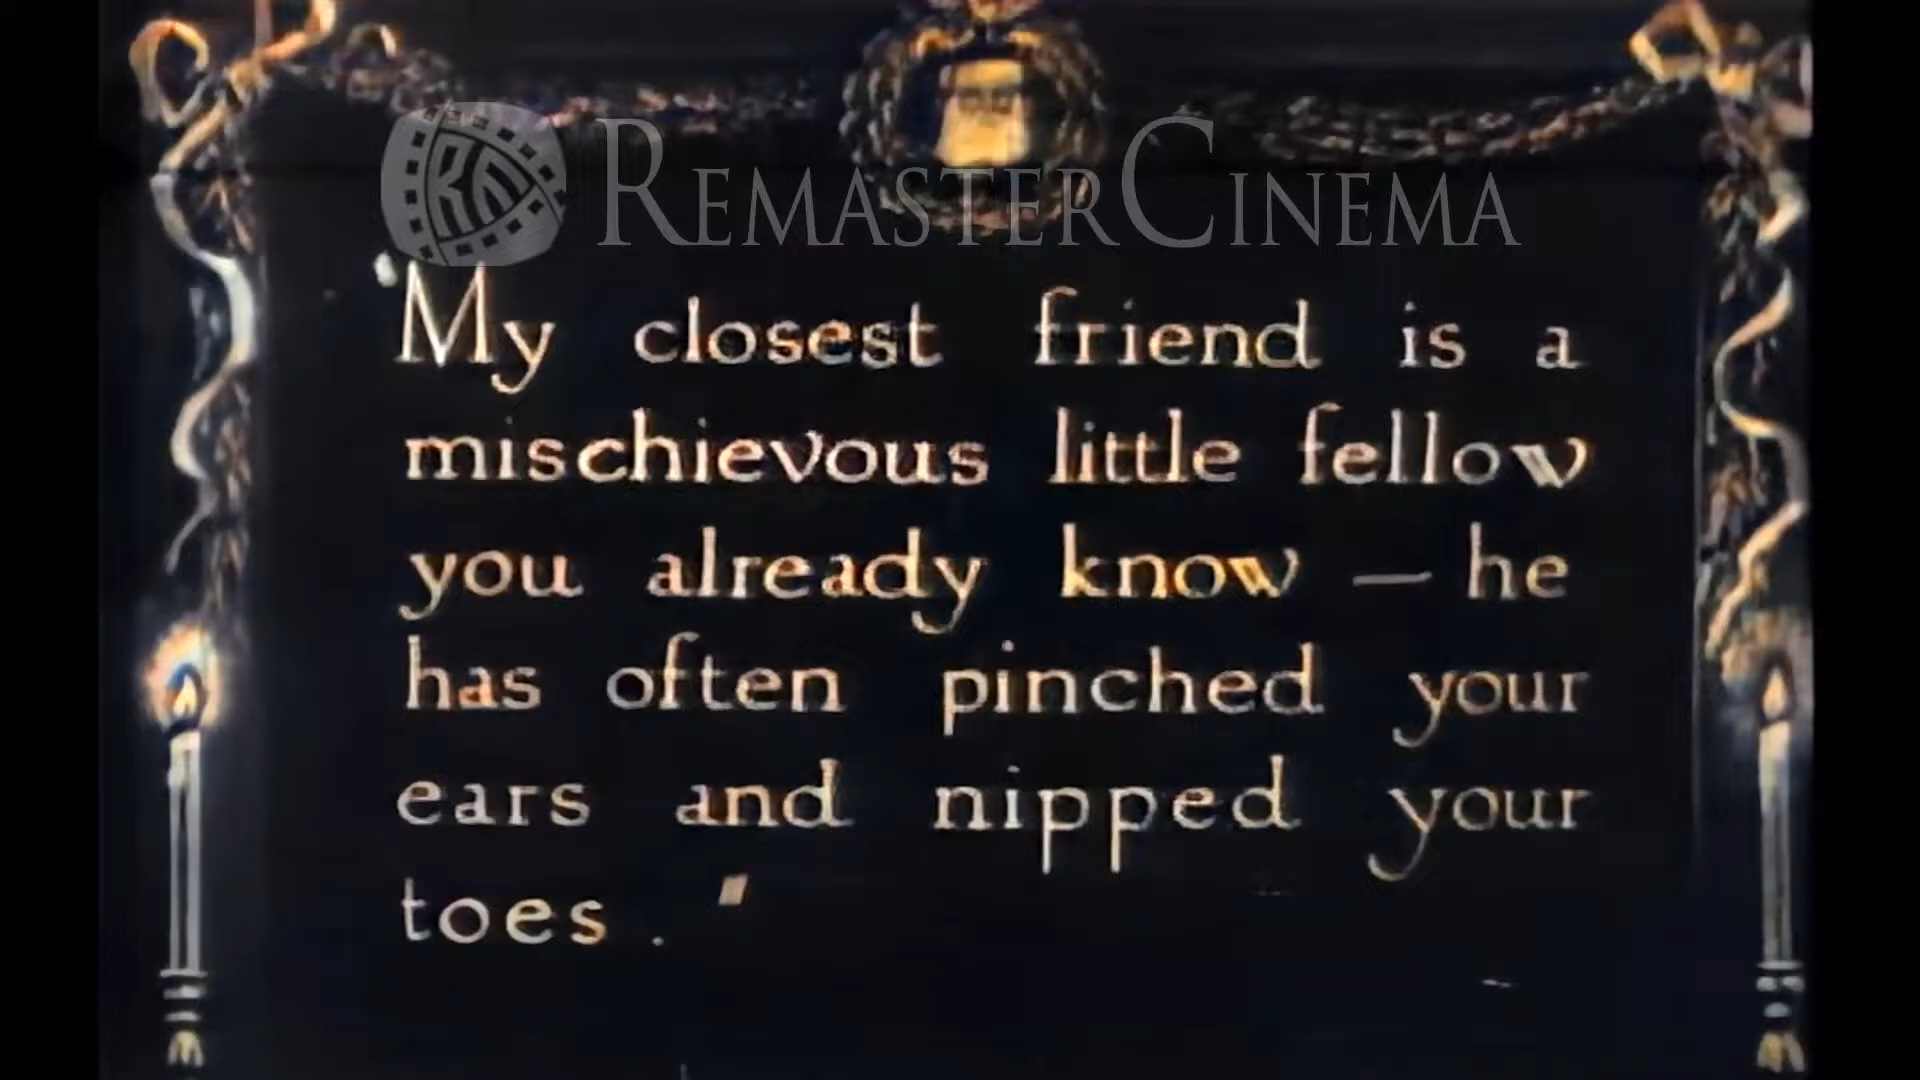 REMASTERCINEMA
"My closest friend is a
mischievous little fellow
you already know — he
has often pinched your
ears and nipped your
toes."